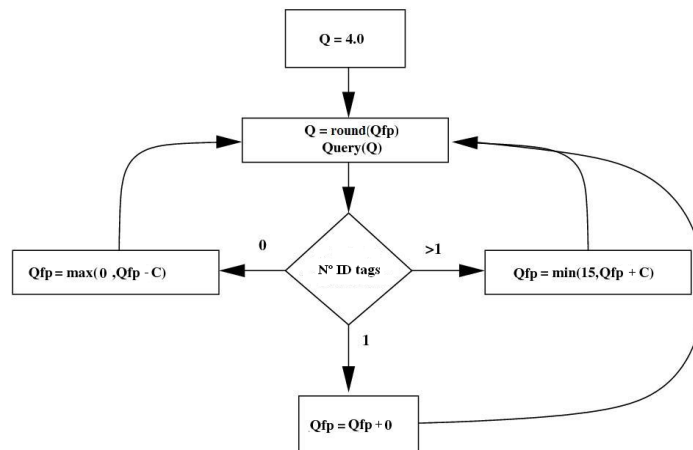 Q = 4.0
Q = round(Qfp)
Query(Q)
0
>1
Qfp = max( 0 ,Qfp - C)
Nº ID tags
Qfp = min(15,Qfp + C)
1
Qfp = Qfp + 0